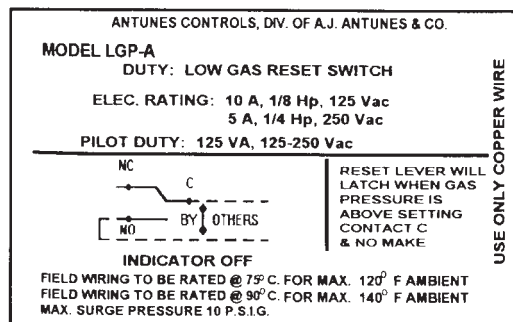 ANTUNES CONTROLS, DIV. OF A.J. ANTUNES & CO.
MODEL LGP-A
DUTY: LOW GAS RESET SWITCH
ELEC. RATING: 10 A, 1/8 Hp, 125 Vac
5 A, 1/4 Hp, 250 Vac
PILOT DUTY: 125 VA, 125-250 Vac
USE ONLY COPPER WIRE
NC
C
NO
BY OTHERS
INDICATOR OFF
RESET LEVER WILL
LATCH WHEN GAS
PRESSURE IS
ABOVE SETTING
CONTACT C
& NO MAKE
FIELD WIRING TO BE RATED @ 75° C. FOR MAX. 120° F AMBIENT
FIELD WIRING TO BE RATED @ 90° C. FOR MAX. 140° F AMBIENT
MAX. SURGE PRESSURE 10 P.S.I.G.